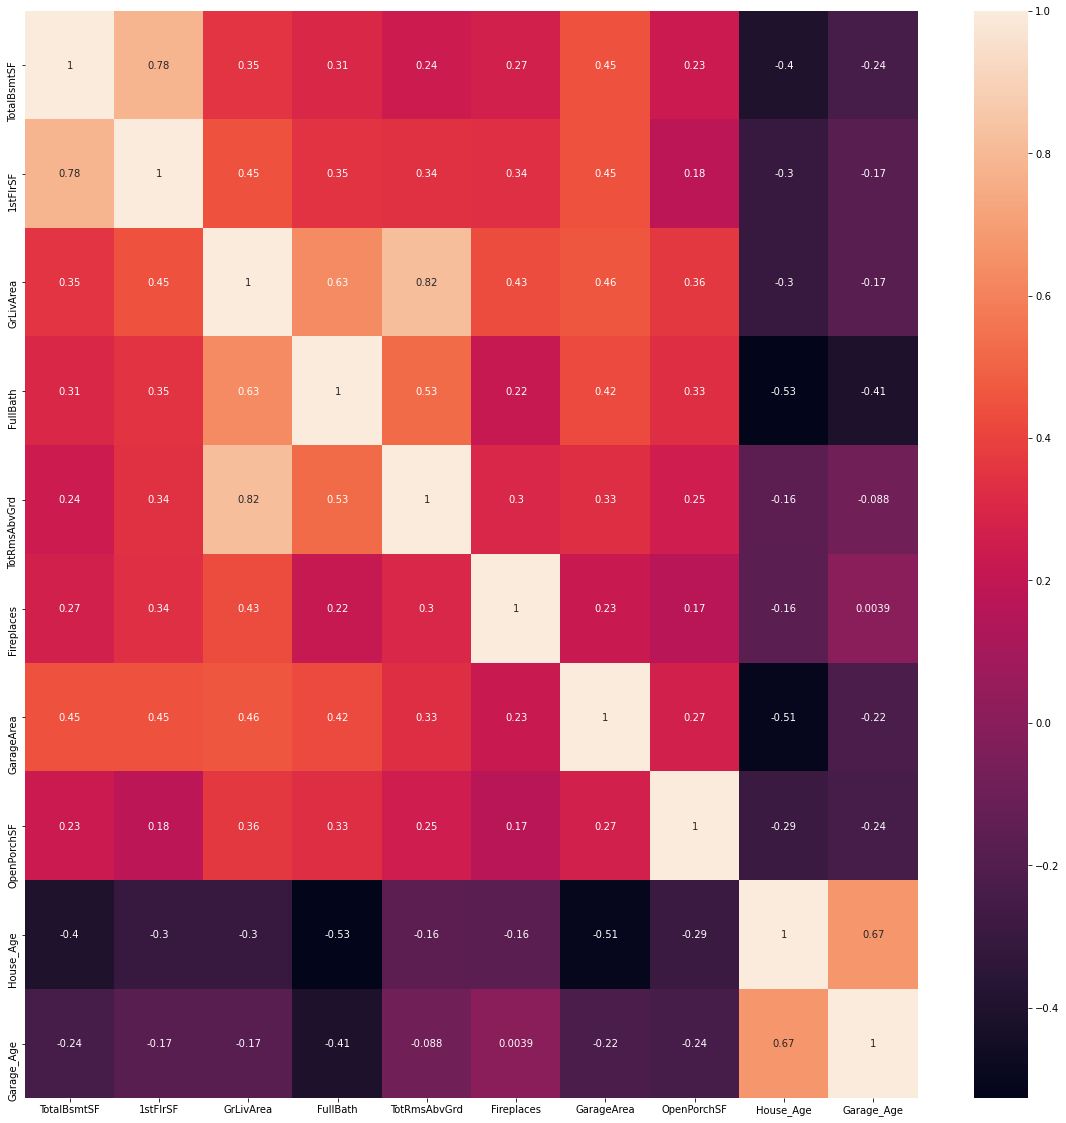 TotalBsmtSF 1 0.78 0.35 0.31 0.24 0.27 0.45 0.23 -0.4 -0.24
1stFlrSF 0.78 1 0.45 0.35 0.34 0.34 0.45 0.18 -0.3 -0.17
GrLivArea 0.35 0.45 1 0.63 0.82 0.43 0.46 0.36 -0.3 -0.17
FullBath 0.31 0.35 0.63 1 0.53 0.22 0.42 0.33 -0.53 -0.41
TotRmsAbvGrd 0.24 0.34 0.82 0.53 1 0.3 0.33 0.25 -0.16 -0.088
Fireplaces 0.27 0.34 0.43 0.22 0.3 1 0.23 0.17 -0.16 0.0039
GarageArea 0.45 0.45 0.46 0.42 0.33 0.23 1 0.27 -0.51 -0.22
OpenPorchSF 0.23 0.18 0.36 0.33 0.25 0.17 0.27 1 -0.29 -0.24
House_Age -0.4 -0.3 -0.3 -0.53 -0.16 -0.16 -0.51 -0.29 1 0.67
Garage_Age -0.24 -0.17 -0.17 -0.41 -0.088 0.0039 -0.22 -0.24 0.67 1
TotalBsmtSF 1stFlrSF GrLivArea FullBath TotRmsAbvGrd Fireplaces GarageArea OpenPorchSF House_Age Garage_Age
1.0
0.8
0.6
0.4
0.2
0.0
-0.2
-0.4